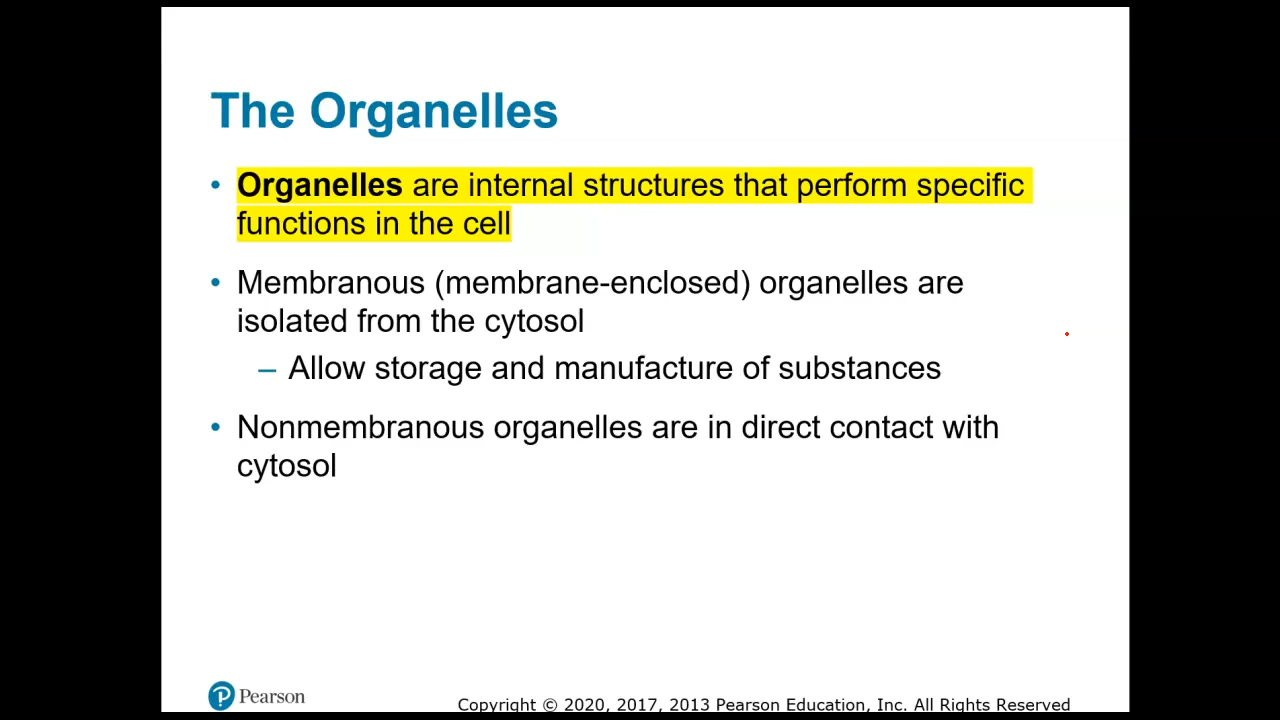 The Organelles
• Organelles are internal structures that perform specific
functions in the cell
• Membranous (membrane-enclosed) organelles are
isolated from the cytosol
– Allow storage and manufacture of substances
• Nonmembranous organelles are in direct contact with
cytosol
Pearson
Copyright © 2020, 2017, 2013 Pearson Education, Inc. All Rights Reserved